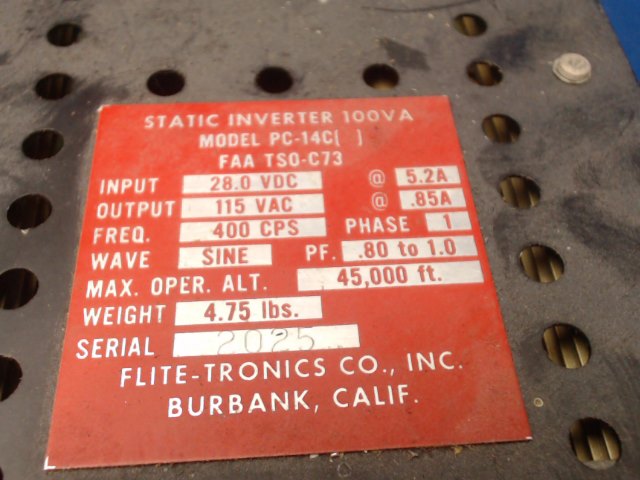 STATIC INVERTER 100VA
MODEL PC-14C[ ]
FAA TSO-C73
INPUT 28.0 VDC @ 5.2A
OUTPUT 115 VAC @ .85A
FREQ. 400 CPS PHASE 1
WAVE SINE PF. .80 to 1.0
MAX. OPER. ALT. 45,000 ft.
WEIGHT 4.75 lbs.
SERIAL 2025
FLITE-TRONICS CO., INC.
BURBANK, CALIF.